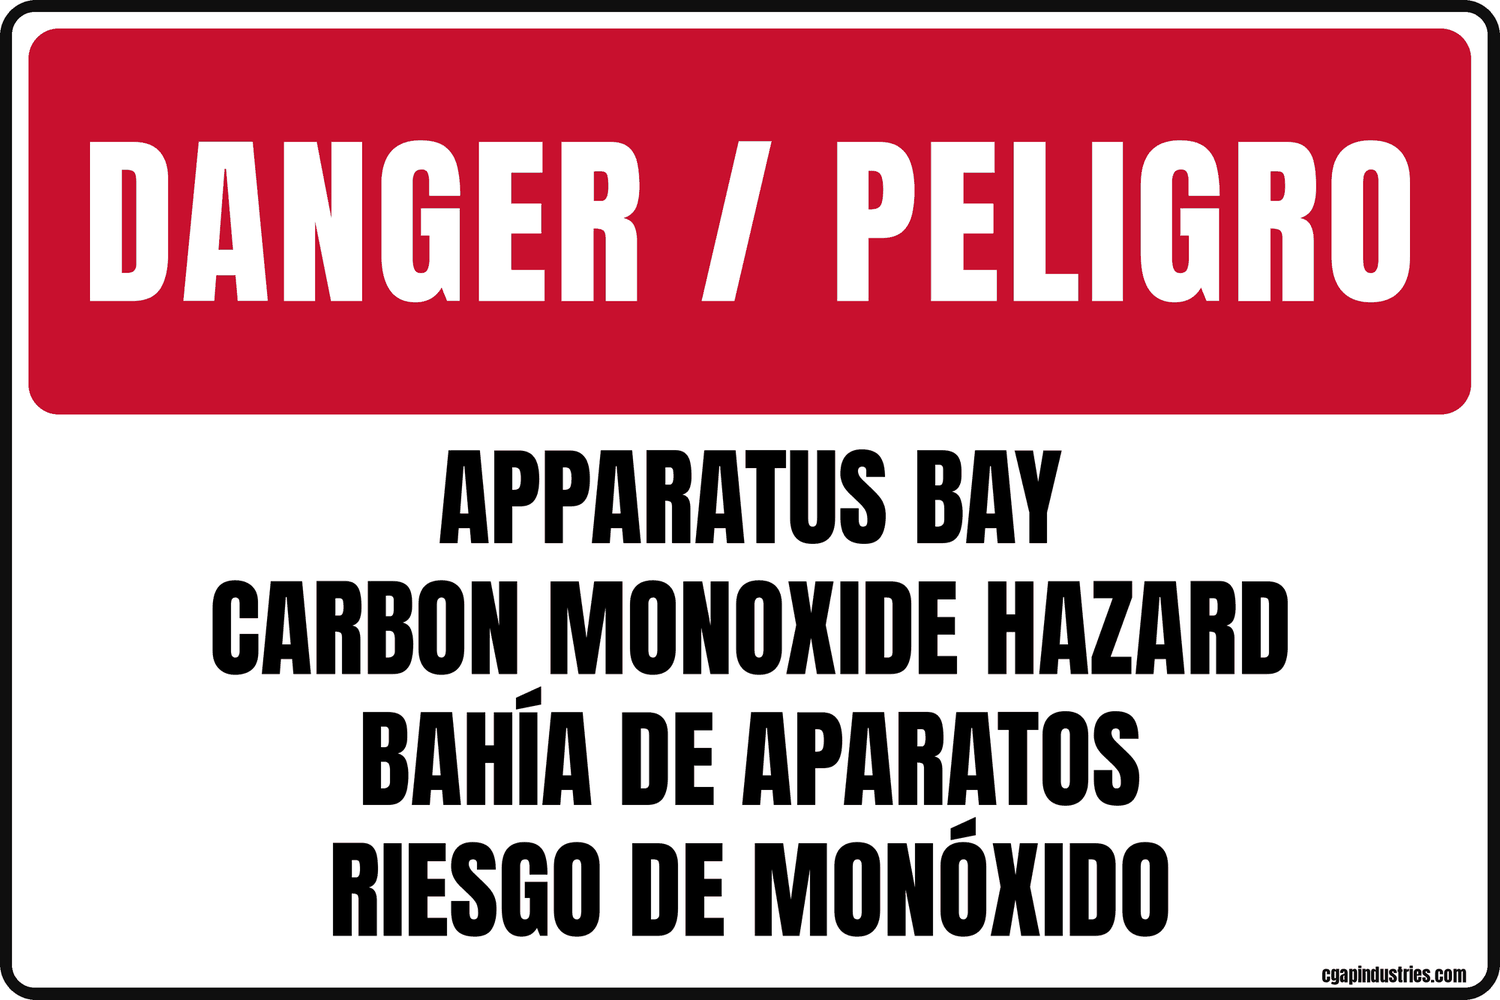 DANGER / PELIGRO
APPARATUS BAY
CARBON MONOXIDE HAZARD
BAHÍA DE APARATOS
RIESGO DE MONÓXIDO
cgapindustries.com